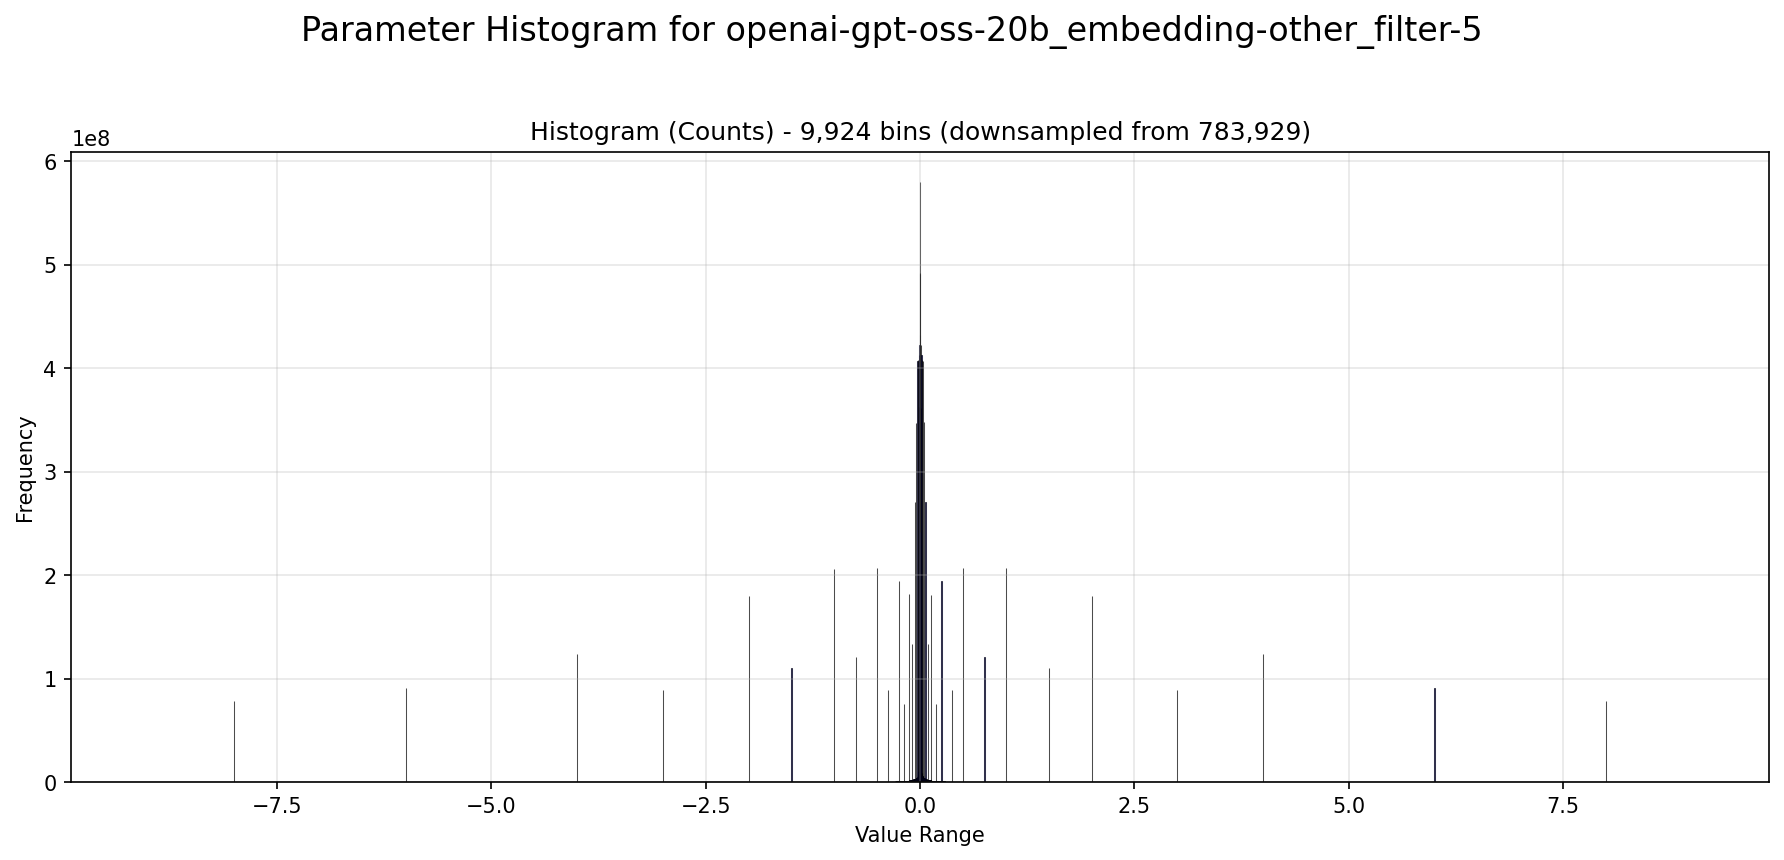 Parameter Histogram for openai-gpt-oss-20b_embedding-other_filter-5
Histogram (Counts) - 9,924 bins (downsampled from 783,929)
1e8
6
5
4
3
2
1
0
Frequency
−7.5 −5.0 −2.5 0.0 2.5 5.0 7.5
Value Range